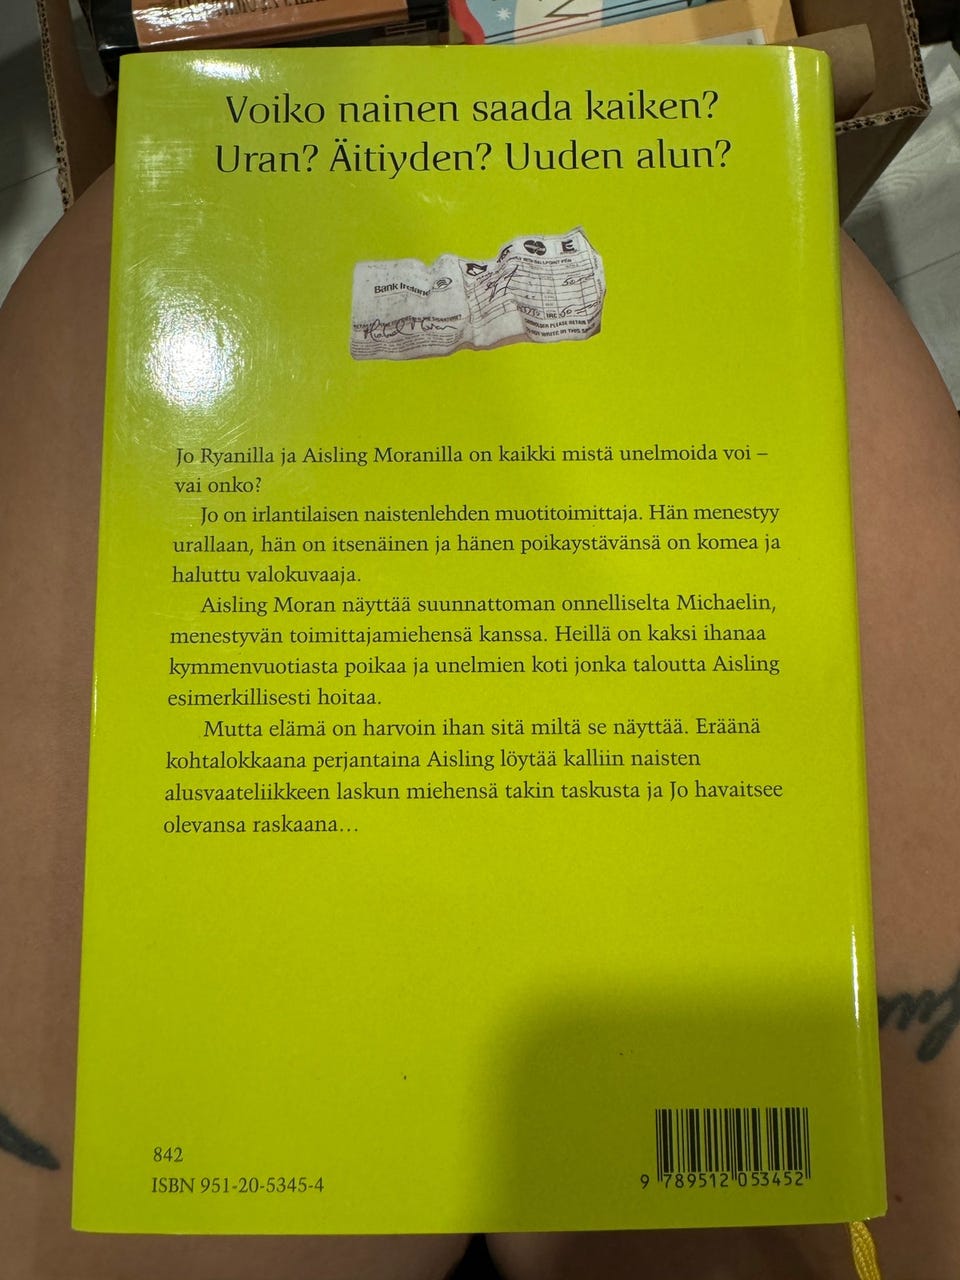 Voiko nainen saada kaiken?
Uran? Äitiyden? Uuden alun?
Bank Ireland
E
Jo Ryanilla ja Aisling Moranilla on kaikki mistä unelmoida voi –
vai onko?
Jo on irlantilaisen naistenlehden muotitoimittaja. Hän menestyy
urallaan, hän on itsenäinen ja hänen poikaystävänsä on komea ja
haluttu valokuvaaja.
Aisling Moran näyttää suunnattoman onnelliselta Michaelin,
menestyvän toimittajamiehensä kanssa. Heillä on kaksi ihanaa
kymmenvuotiasta poikaa ja unelmien koti jonka taloutta Aisling
esimerkillisesti hoitaa.
Mutta elämä on harvoin ihan sitä miltä se näyttää. Eräänä
kohtalokkaana perjantaina Aisling löytää kalliin naisten
alusvaateliikkeen laskun miehensä takin taskusta ja Jo havaitsee
olevansa raskaana…
842
ISBN 951-20-5345-4
9 789512 053452